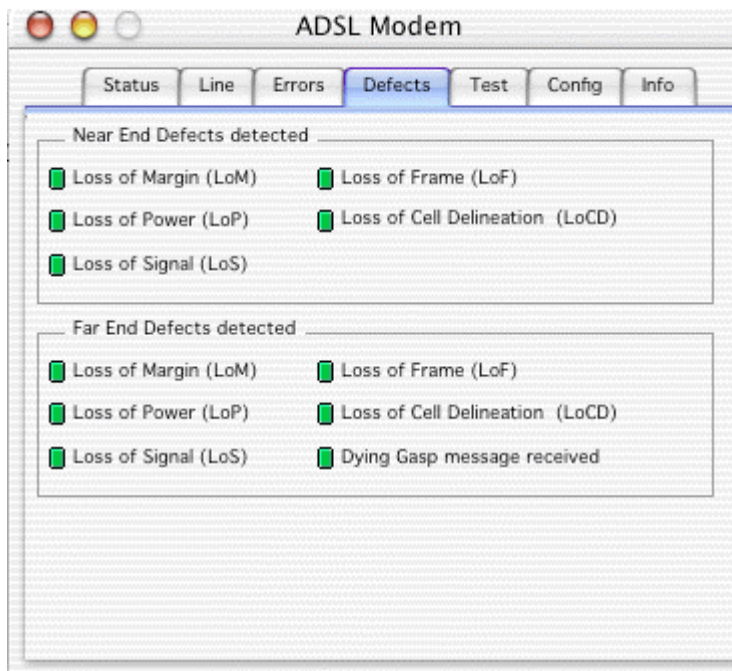 ADSL Modem
Status Line Errors Defects Test Config Info
Near End Defects detected
Loss of Margin (LoM) Loss of Frame (LoF)
Loss of Power (LoP) Loss of Cell Delineation (LoCD)
Loss of Signal (LoS)
Far End Defects detected
Loss of Margin (LoM) Loss of Frame (LoF)
Loss of Power (LoP) Loss of Cell Delineation (LoCD)
Loss of Signal (LoS) Dying Gasp message received